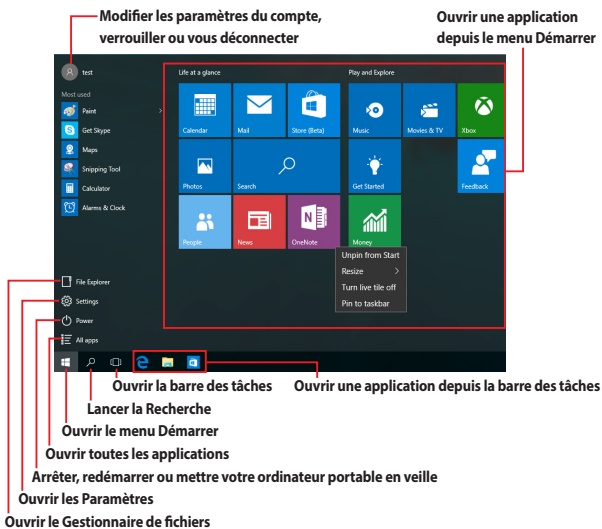 Modifier les paramètres du compte,
verrouiller ou vous déconnecter
Ouvrir une application
depuis le menu Démarrer
test
Most used
Paint
Get Skype
Maps
Snipping Tool
Calculator
Alarms & Clock
File Explorer
Settings
Power
All apps
Life at a glance
Play and Explore
Calendar
Mail
Store (Beta)
Music
Movies & TV
Xbox
Photos
Search
Get Started
Feedback
People
News
OneNote
Money
Unpin from Start
Resize
Turn live tile off
Pin to taskbar
Ouvrir la barre des tâches
Ouvrir une application depuis la barre des tâches
Lancer la Recherche
Ouvrir le menu Démarrer
Ouvrir toutes les applications
Arrêter, redémarrer ou mettre votre ordinateur portable en veille
Ouvrir les Paramètres
Ouvrir le Gestionnaire de fichiers